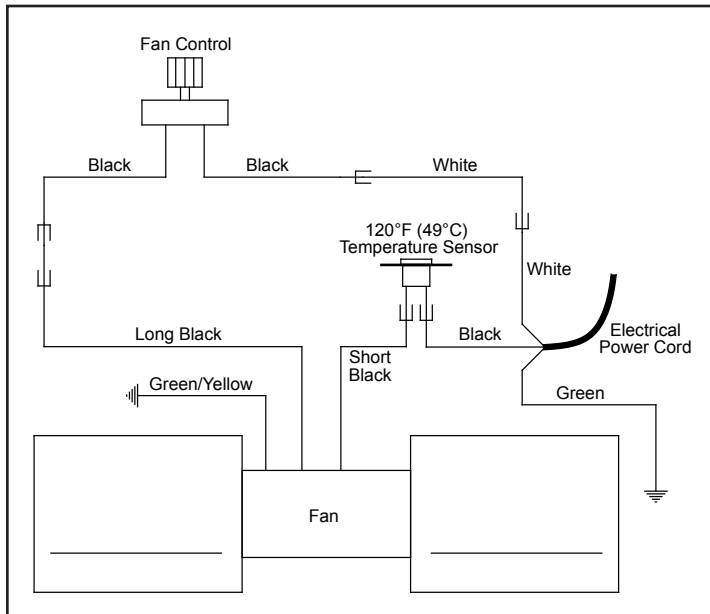 Fan Control
Black
Black
White
120°F (49°C)
Temperature Sensor
White
Electrical
Power Cord
Long Black
Short
Black
Black
Green/Yellow
Green
Fan